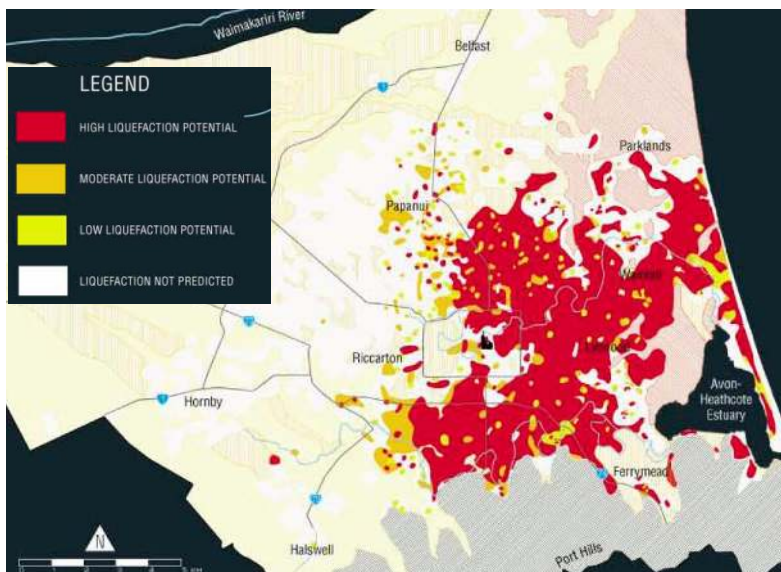 Waimakariri River
Belfast
LEGEND
HIGH LIQUEFACTION POTENTIAL
MODERATE LIQUEFACTION POTENTIAL
LOW LIQUEFACTION POTENTIAL
LIQUEFACTION NOT PREDICTED
Parklands
Papanui
Riccarton
Avon-
Heathcote
Estuary
Hornby
Ferrymead
Halswell
Port Hills
N